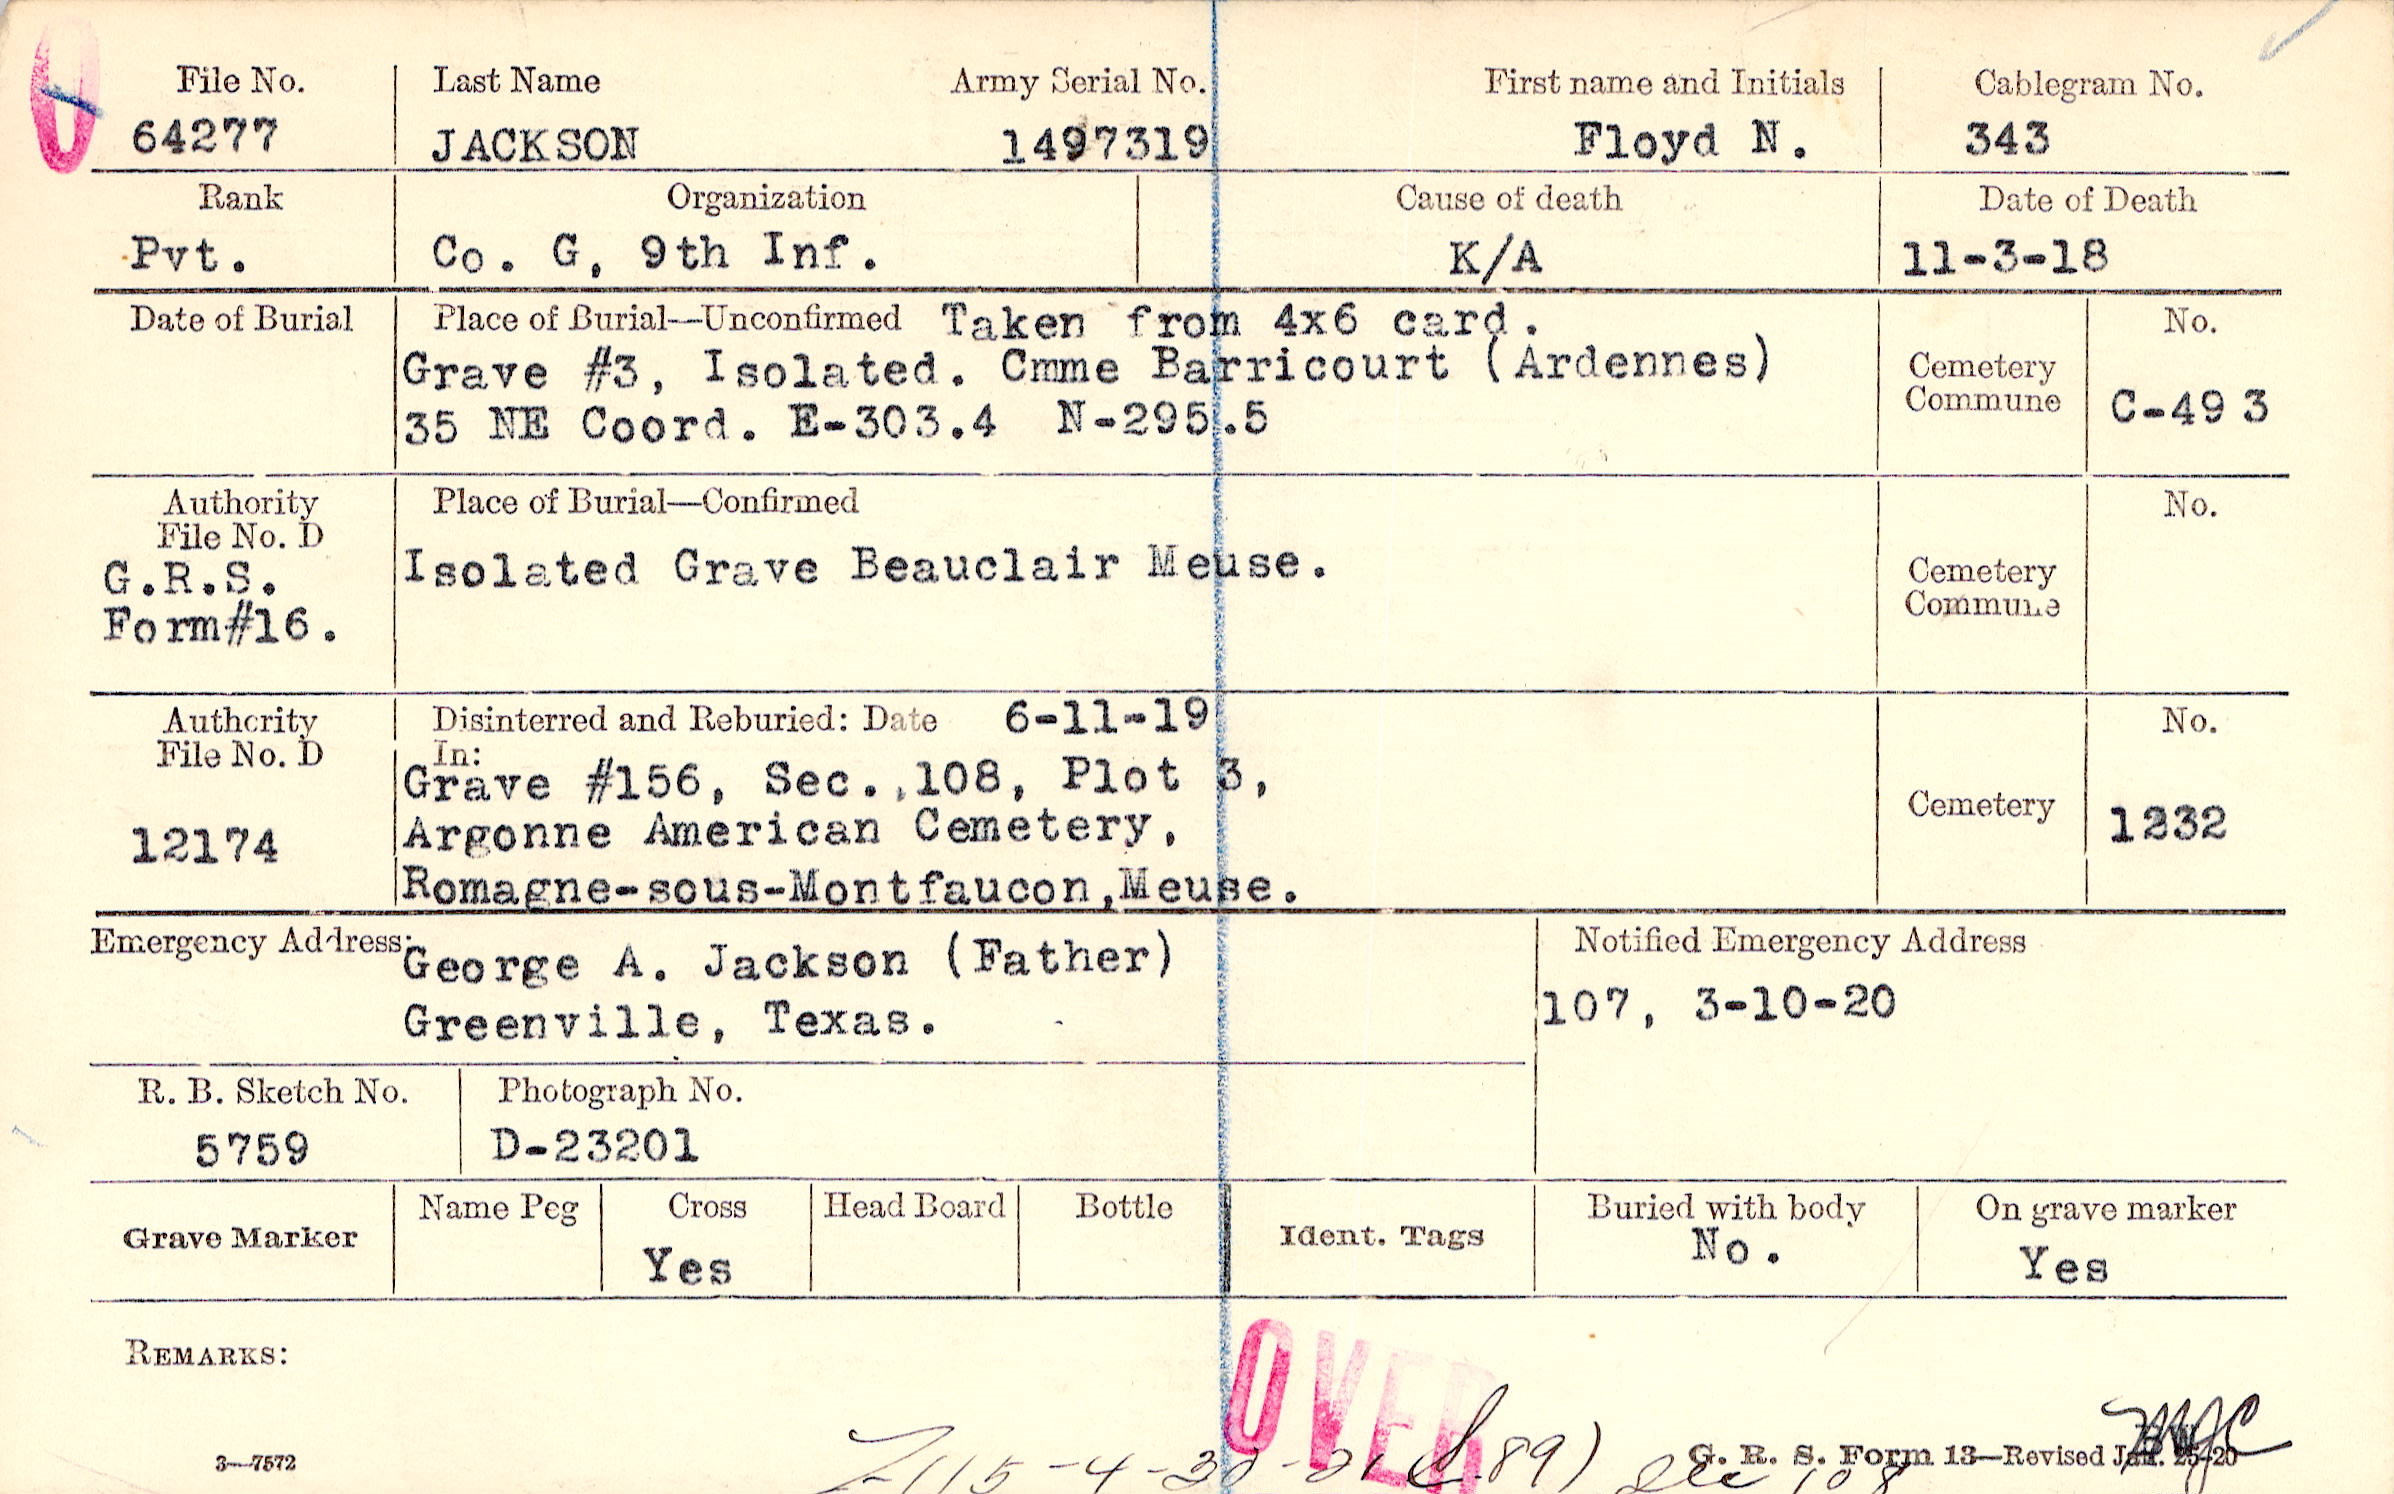 File No. Last Name Army Serial No. First name and Initials Cablegram No.
64277 JACKSON 1497319 Floyd N. 343
Rank Organization Cause of death Date of Death
Pvt. Co. G, 9th Inf. K/A 11-3-18
Date of Burial Place of Burial—Unconfirmed Taken from 4x6 card. No.
Grave #3, Isolated. Cmme Barricourt (Ardennes) Cemetery
35 NE Coord. E-303.4 N-295.5 Commune C-493
Authority Place of Burial—Confirmed No.
File No. D
G.R.S. Isolated Grave Beauclair Meuse. Cemetery
Form#16. Commune
Authority Disinterred and Reburied: Date 6-11-19 No.
File No. D In:
Grave #156, Sec.,108, Plot 3,
12174 Argonne American Cemetery, Cemetery 1232
Romagne-sous-Montfaucon,Meuse.
Emergency Address: George A. Jackson (Father) Notified Emergency Address
Greenville, Texas. 107, 3-10-20
R. B. Sketch No. Photograph No.
5759 D-23201
Grave Marker Name Peg Cross Head Board Bottle Ident. Tags Buried with body On grave marker
Yes No. Yes
REMARKS:
OVER
3—7572 G. R. S. Form 13—Revised Jan. 25-20